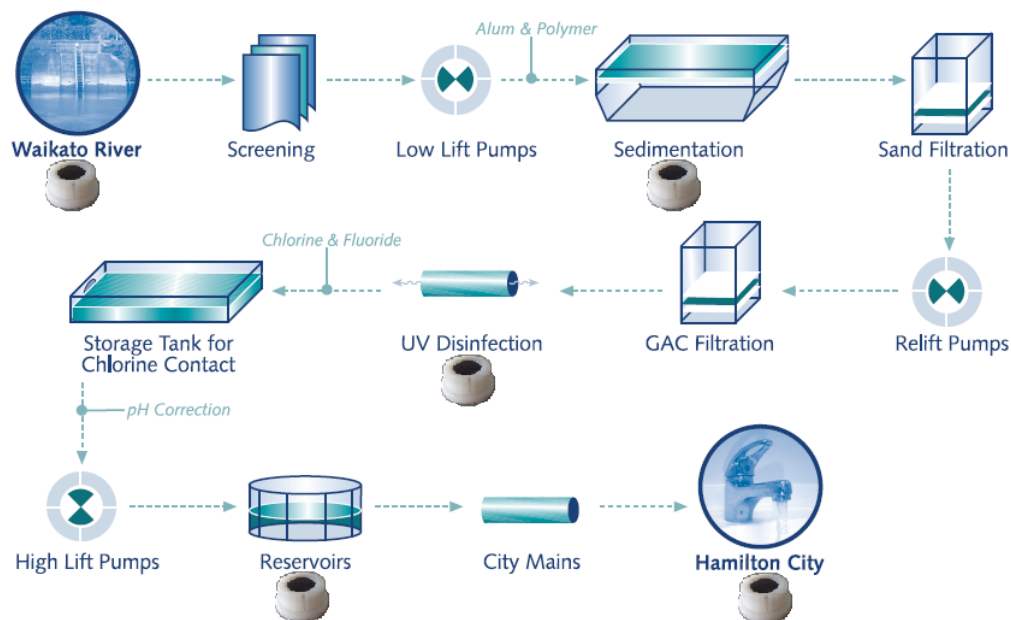 Alum & Polymer
Waikato River
Screening
Low Lift Pumps
Sedimentation
Sand Filtration
Chlorine & Fluoride
Storage Tank for
Chlorine Contact
UV Disinfection
GAC Filtration
Relift Pumps
pH Correction
High Lift Pumps
Reservoirs
City Mains
Hamilton City